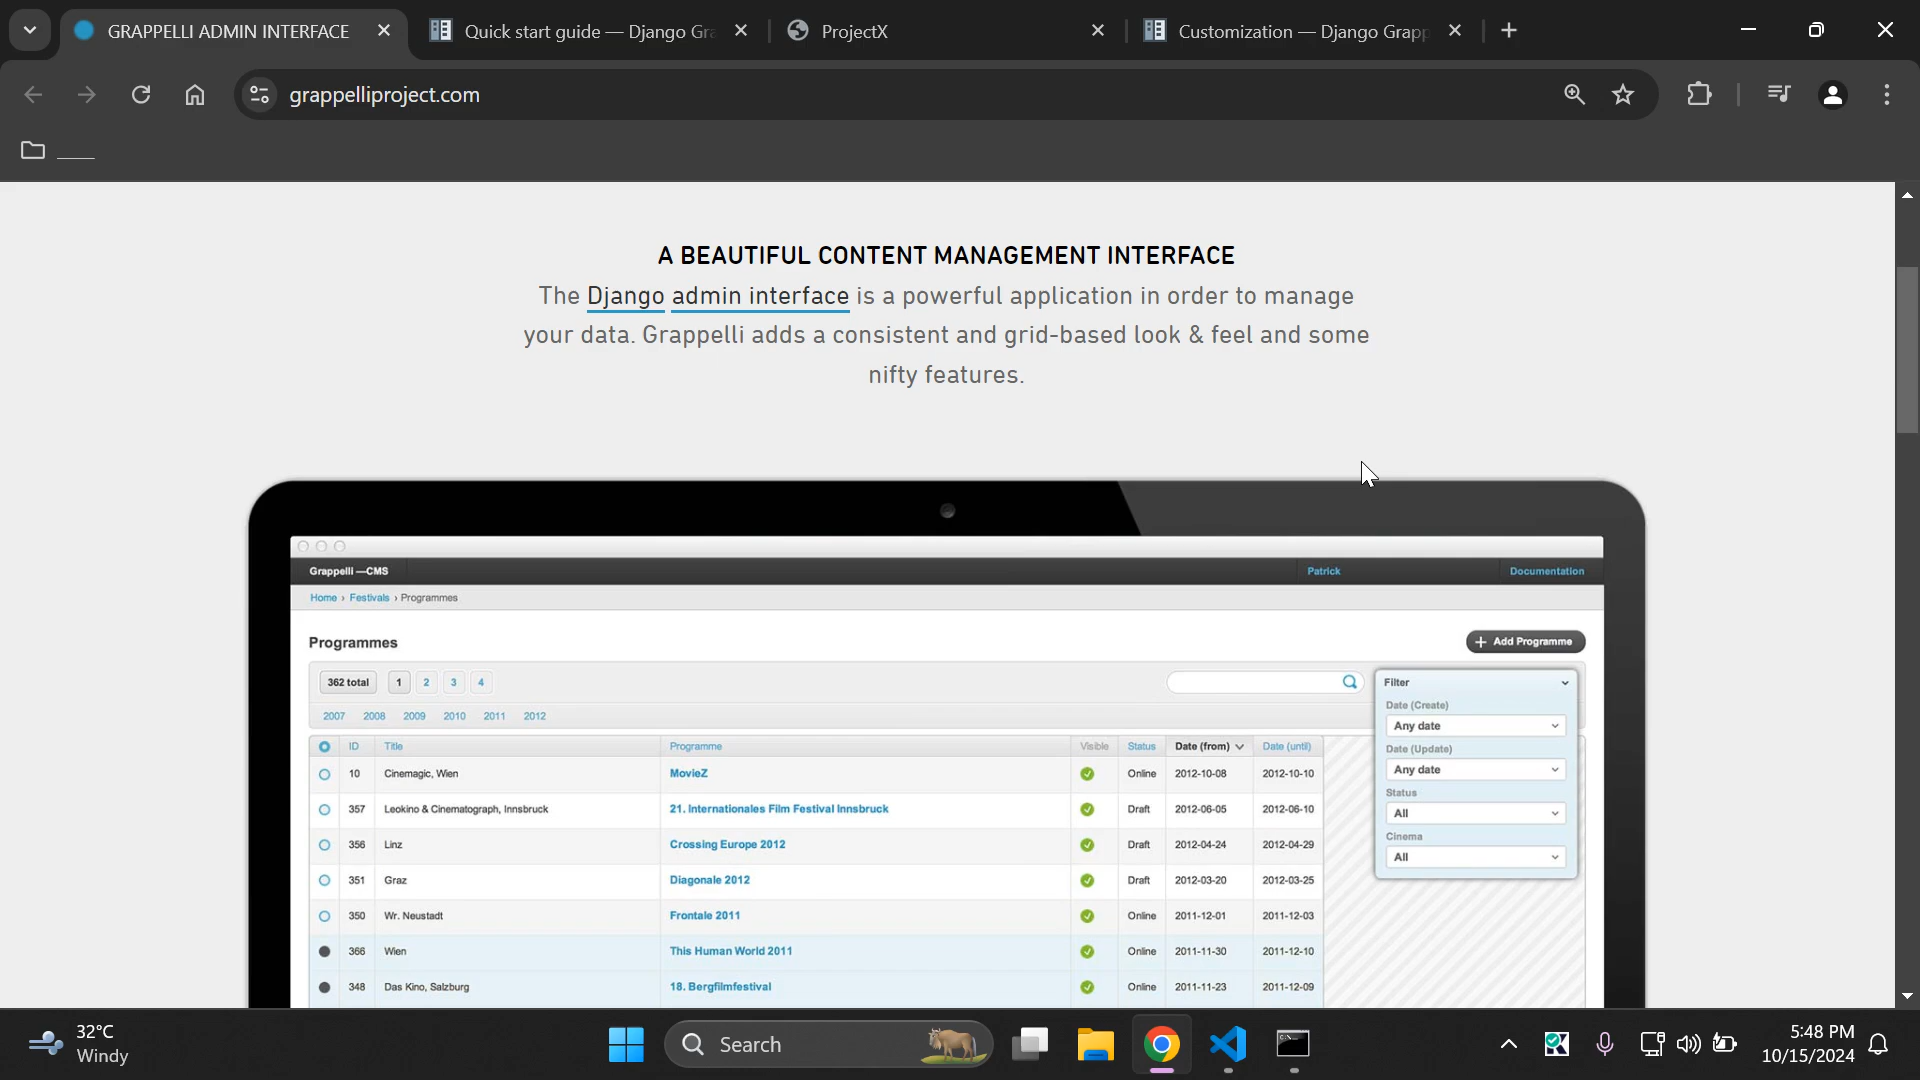 GRAPPELLI ADMIN INTERFACE
Quick start guide — Django Gra
ProjectX
Customization — Django Grapp
grappelliproject.com
A BEAUTIFUL CONTENT MANAGEMENT INTERFACE
The Django admin interface is a powerful application in order to manage
your data. Grappelli adds a consistent and grid-based look & feel and some
nifty features.
Grappelli —CMS
Patrick
Documentation
Home › Festivals › Programmes
Programmes
+ Add Programme
362 total 1 2 3 4
2007 2008 2009 2010 2011 2012
Filter
Date (Create)
Any date
Date (Update)
Any date
Status
All
Cinema
All
ID Title Programme Visible Status Date (from) Date (until)
10 Cinemagic, Wien MovieZ Online 2012-10-08 2012-10-10
357 Leokino & Cinematograph, Innsbruck 21. Internationales Film Festival Innsbruck Draft 2012-06-05 2012-06-10
356 Linz Crossing Europe 2012 Draft 2012-04-24 2012-04-29
351 Graz Diagonale 2012 Draft 2012-03-20 2012-03-25
350 Wr. Neustadt Frontale 2011 Online 2011-12-01 2011-12-03
366 Wien This Human World 2011 Online 2011-11-30 2011-12-10
348 Das Kino, Salzburg 18. Bergfilmfestival Online 2011-11-23 2011-12-09
32°C
Windy
Search
5:48 PM
10/15/2024